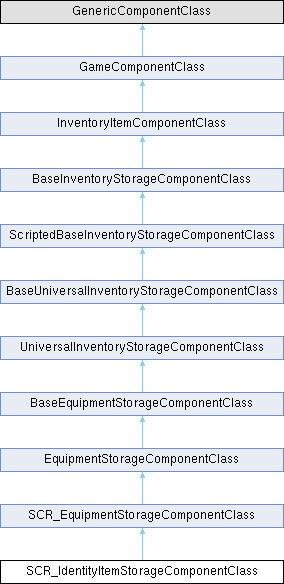 GenericComponentClass
GameComponentClass
InventoryItemComponentClass
BaseInventoryStorageComponentClass
ScriptedBaseInventoryStorageComponentClass
BaseUniversalInventoryStorageComponentClass
UniversalInventoryStorageComponentClass
BaseEquipmentStorageComponentClass
EquipmentStorageComponentClass
SCR_EquipmentStorageComponentClass
SCR_IdentityItemStorageComponentClass